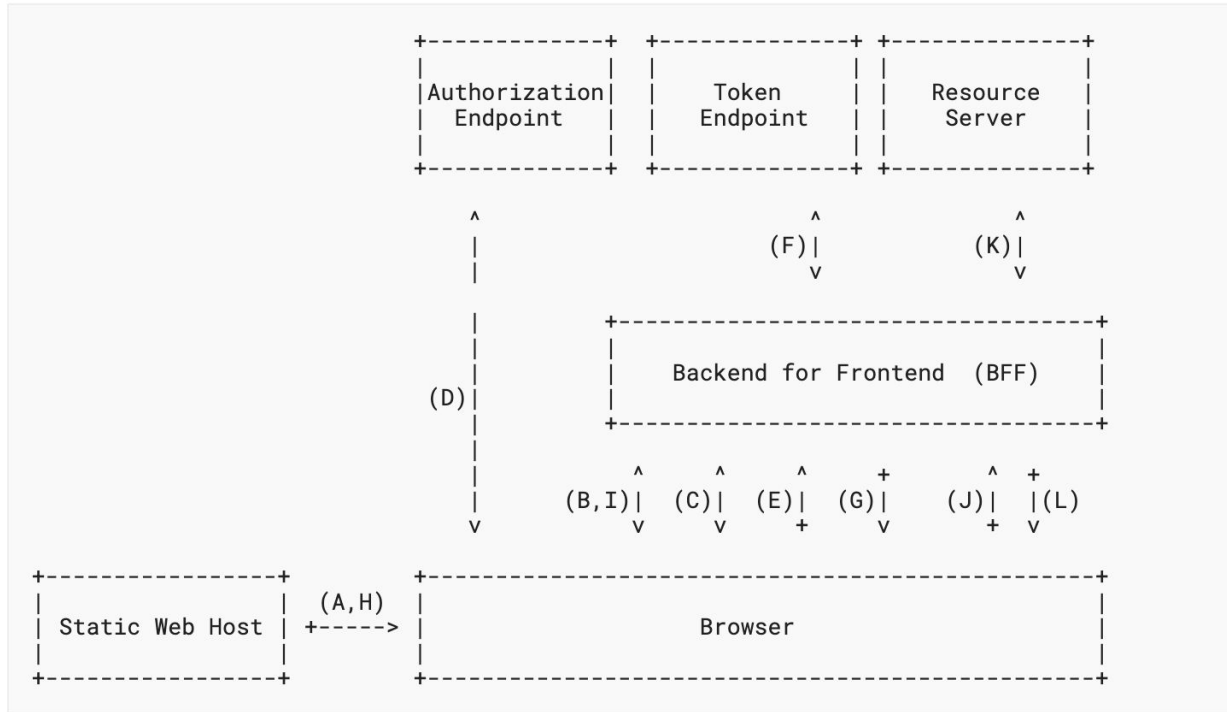 +--------------+  +---------------+ +---------------+
|              |  |               | |               |
|Authorization|  |     Token     | |   Resource    |
|  Endpoint    |  |   Endpoint    | |    Server     |
|              |  |               | |               |
+--------------+  +---------------+ +---------------+
^ ^ ^
| (F)| (K)|
| v v
| +-----------------------------------+
| | |
| | Backend for Frontend  (BFF) |
(D)| | |
| +-----------------------------------+
|
| ^ ^ ^ + ^ +
| (B,I)| (C)| (E)| (G)| (J)| |(L)
v v v + v + v
+------------------+ +-------------------------------------------------+
| | (A,H) | |
| Static Web Host | +-----> | Browser |
| | | |
+------------------+ +-------------------------------------------------+